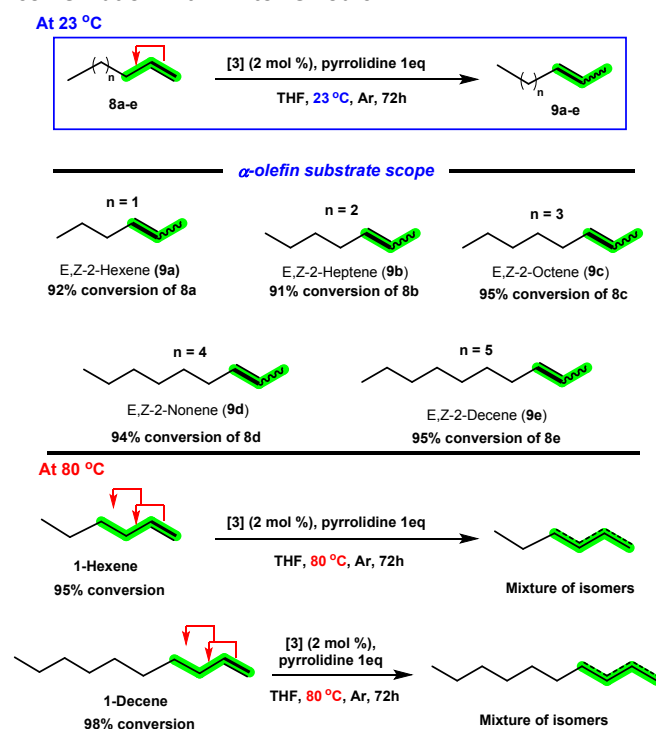 At 23 °C
[3] (2 mol %), pyrrolidine 1eq
THF, 23 °C, Ar, 72h
n
8a-e
n
9a-e
α-olefin substrate scope
n = 1
n = 2
n = 3
E,Z-2-Hexene (9a)
92% conversion of 8a
E,Z-2-Heptene (9b)
91% conversion of 8b
E,Z-2-Octene (9c)
95% conversion of 8c
n = 4
n = 5
E,Z-2-Nonene (9d)
94% conversion of 8d
E,Z-2-Decene (9e)
95% conversion of 8e
At 80 °C
[3] (2 mol %), pyrrolidine 1eq
THF, 80 °C, Ar, 72h
1-Hexene
95% conversion
Mixture of isomers
[3] (2 mol %),
pyrrolidine 1eq
THF, 80 °C, Ar, 72h
1-Decene
98% conversion
Mixture of isomers